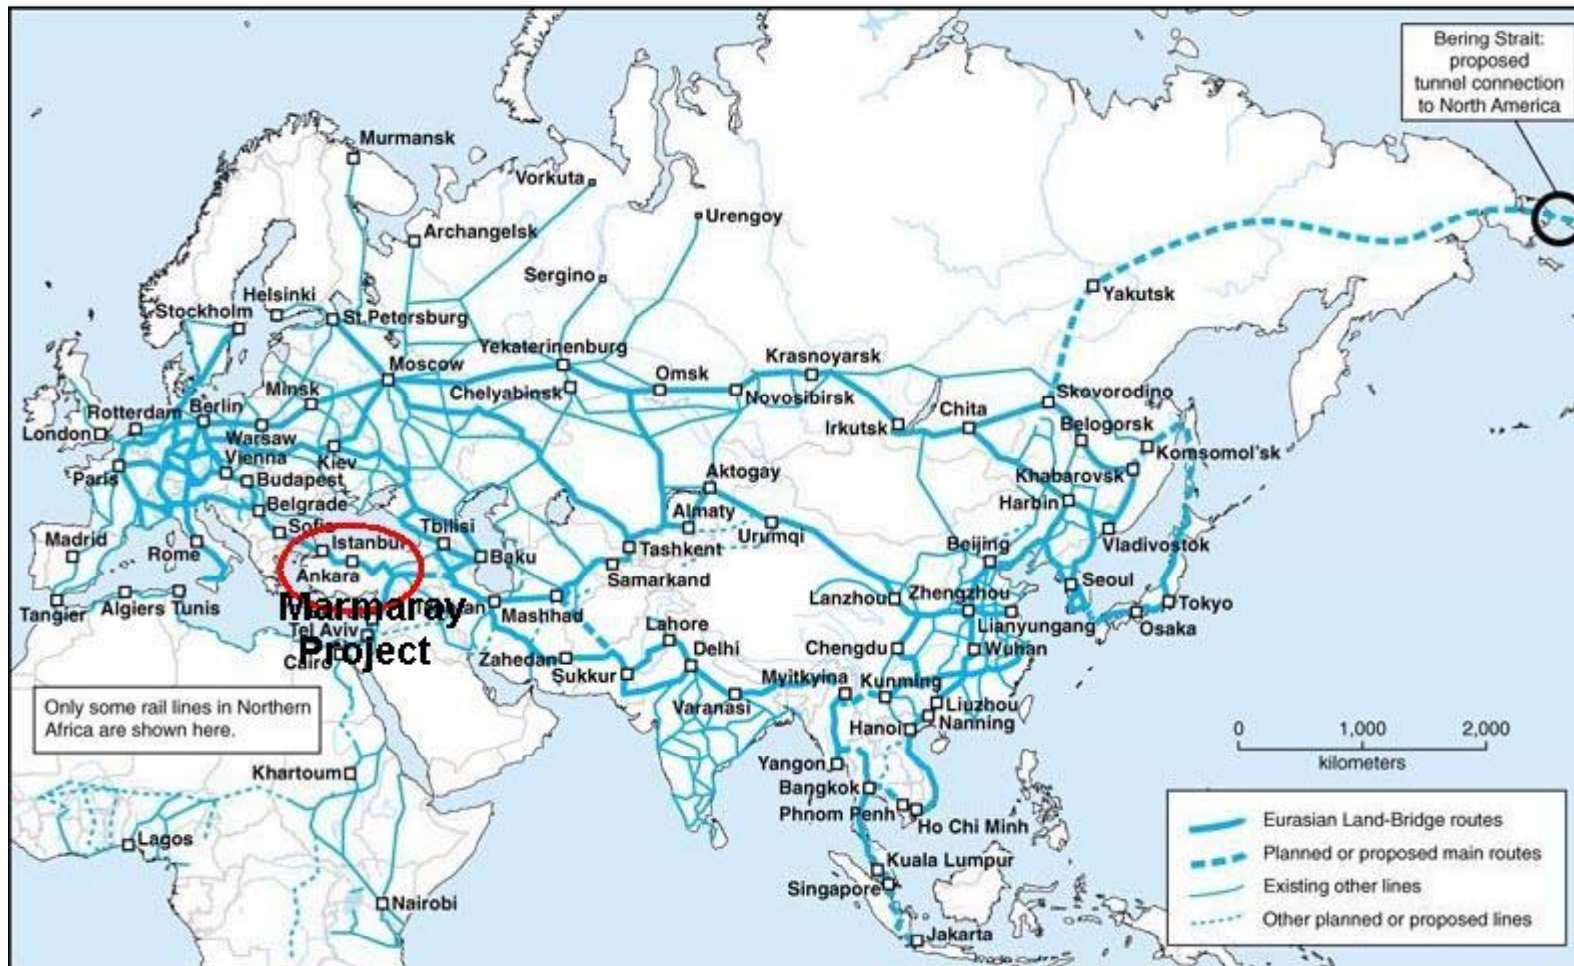 Bering Strait:
proposed
tunnel connection
to North America
Murmansk
Vorkuta
Urengoy
Archangelsk
Sergino
Yakutsk
Helsinki
Stockholm
St.Petersburg
Yekaterinenburg
Krasnoyarsk
Moscow
Omsk
Skovorodino
Minsk
Chelyabinsk
Novosibirsk
Chita
Rotterdam
Berlin
Irkutsk
Belogorsk
London
Warsaw
Komsomol'sk
Vienna
Kiev
Paris
Budapest
Aktogay
Khabarovsk
Belgrade
Harbin
Almaty
Sofia
Tbilisi
Urumqi
Madrid
Istanbul
Rome
Baku
Tashkent
Beijing
Vladivostok
Ankara
Samarkand
Seoul
Tangier
Algiers
Tunis
Marmaray
Project
Mashhad
Lanzhou
Zhengzhou
Tokyo
Tel Aviv
Lahore
Lianyungang
Osaka
Cairo
Zahedan
Delhi
Chengdu
Wuhan
Sukkur
Myitkyina
Kunming
Varanasi
Liuzhou
Nanning
Hanoi
Only some rail lines in Northern
Africa are shown here.
0 1,000 2,000
kilometers
Khartoum
Yangon
Bangkok
Phnom Penh
Ho Chi Minh
Lagos
Kuala Lumpur
Singapore
Nairobi
Jakarta
Eurasian Land-Bridge routes
Planned or proposed main routes
Existing other lines
Other planned or proposed lines